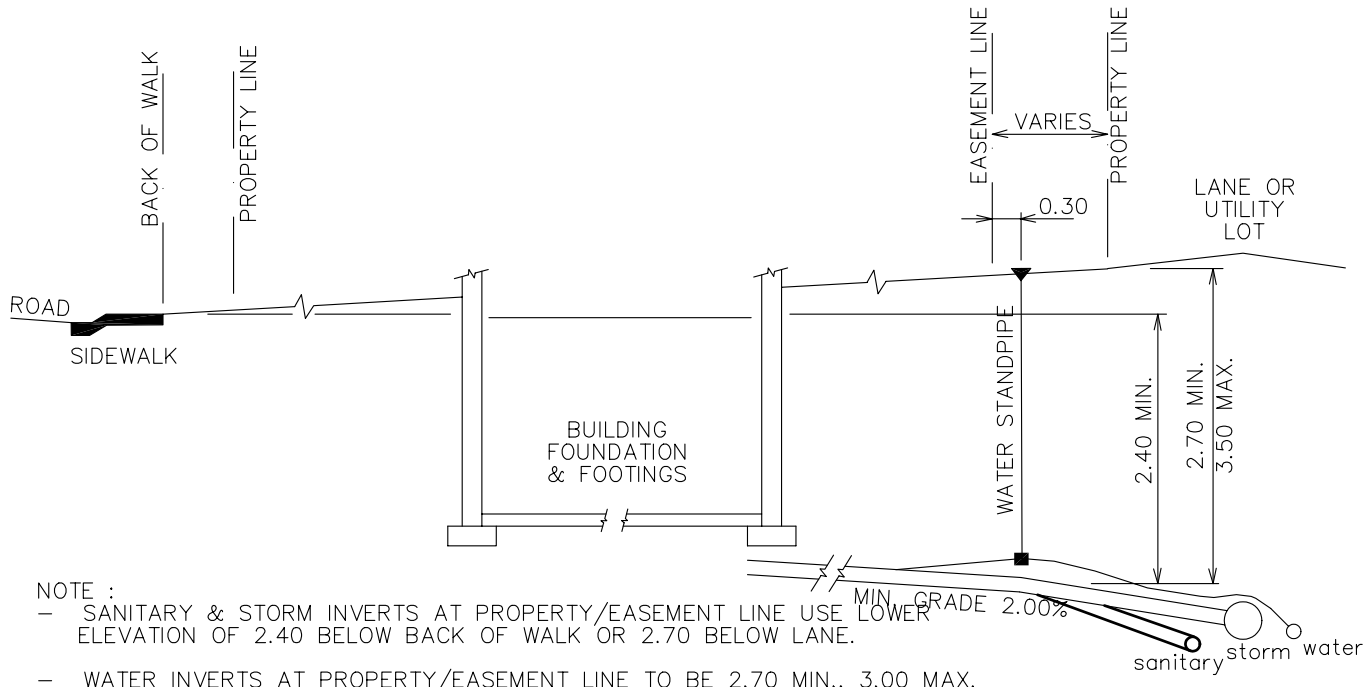 BACK OF WALK
PROPERTY LINE
EASEMENT LINE
VARIES
PROPERTY LINE
0.30
LANE OR
UTILITY
LOT
ROAD
SIDEWALK
BUILDING
FOUNDATION
& FOOTINGS
WATER STANDPIPE
2.40 MIN.
2.70 MIN.
3.50 MAX.
MIN. GRADE 2.00%
NOTE :
– SANITARY & STORM INVERTS AT PROPERTY/EASEMENT LINE USE LOWER
ELEVATION OF 2.40 BELOW BACK OF WALK OR 2.70 BELOW LANE.
sanitary
storm
water
– WATER INVERTS AT PROPERTY/EASEMENT LINE TO BE 2.70 MIN., 3.00 MAX.